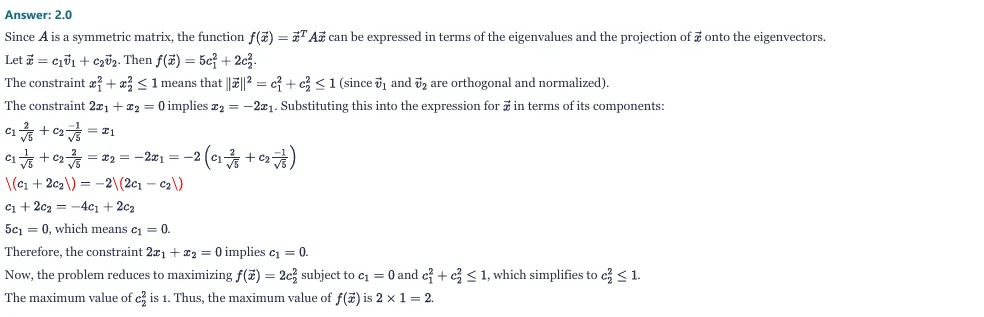 Answer: 2.0
Since A is a symmetric matrix, the function f(x⃗) = x⃗ᵀAx⃗ can be expressed in terms of the eigenvalues and the projection of x⃗ onto the eigenvectors.
Let x⃗ = c₁v⃗₁ + c₂v⃗₂. Then f(x⃗) = 5c₁² + 2c₂².
The constraint x₁² + x₂² ≤ 1 means that ||x⃗||² = c₁² + c₂² ≤ 1 (since v⃗₁ and v⃗₂ are orthogonal and normalized).
The constraint 2x₁ + x₂ = 0 implies x₂ = −2x₁. Substituting this into the expression for x⃗ in terms of its components:
c₁ 2/√5 + c₂ −1/√5 = x₁
c₁ 1/√5 + c₂ 2/√5 = x₂ = −2x₁ = −2 (c₁ 2/√5 + c₂ −1/√5)
\(c₁ + 2c₂\) = −2\(2c₁ − c₂\)
c₁ + 2c₂ = −4c₁ + 2c₂
5c₁ = 0, which means c₁ = 0.
Therefore, the constraint 2x₁ + x₂ = 0 implies c₁ = 0.
Now, the problem reduces to maximizing f(x⃗) = 2c₂² subject to c₁ = 0 and c₁² + c₂² ≤ 1, which simplifies to c₂² ≤ 1.
The maximum value of c₂² is 1. Thus, the maximum value of f(x⃗) is 2 × 1 = 2.